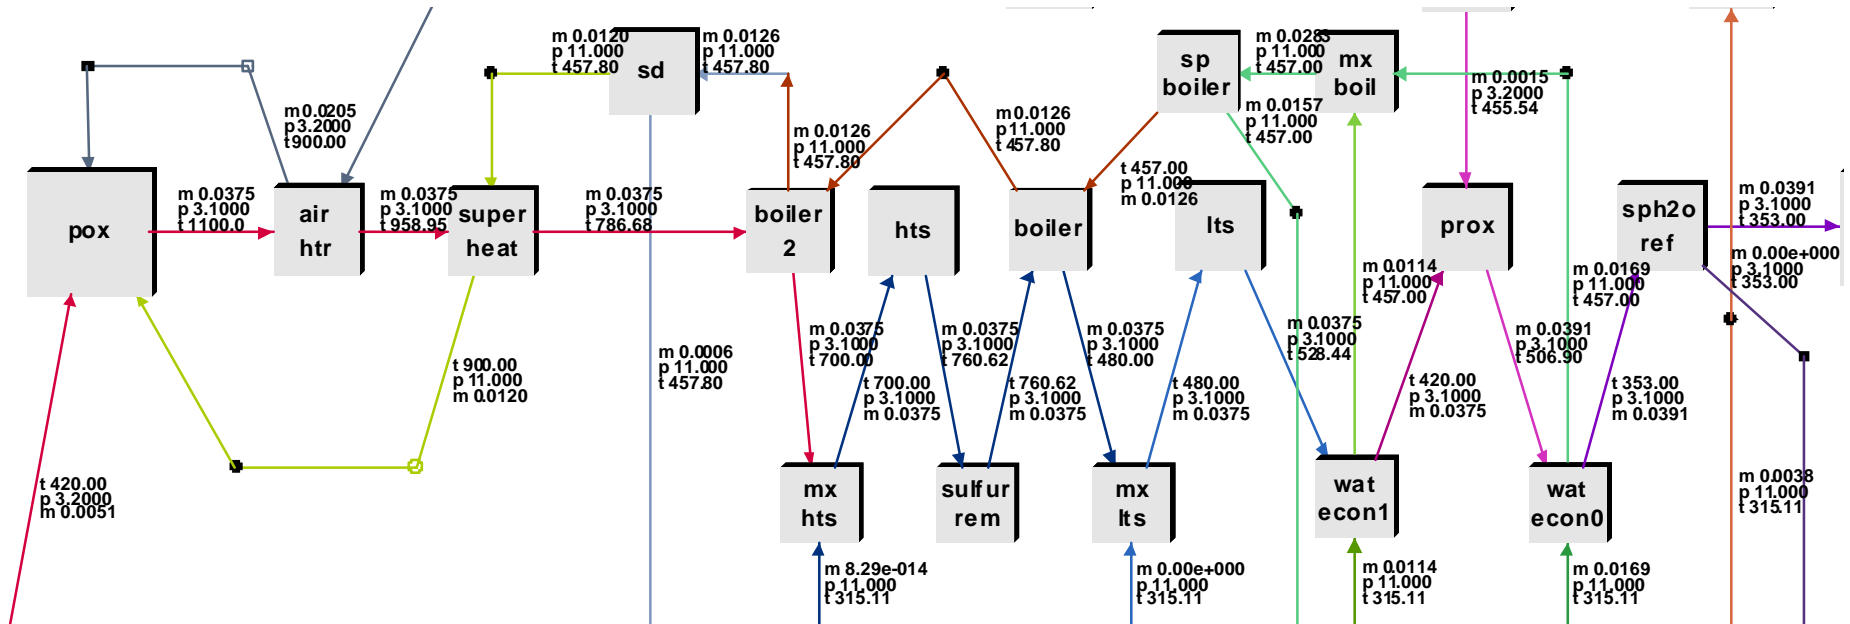 m 0.0120
p 11.000
t 457.80
sd
m 0.0126
p 11.000
t 457.80
sp
boiler
m 0.0283
p 11.000
t 457.00
mx
boil
m 0.0015
p 3.2000
t 455.54
m 0.0205
p 3.2000
t 900.00
m 0.0126
p 11.000
t 457.80
m 0.0126
p 11.000
t 457.80
m 0.0157
p 11.000
t 457.00
t 457.00
p 11.000
m 0.0126
pox
m 0.0375
p 3.1000
t 1100.0
air
htr
m 0.0375
p 3.1000
t 958.95
super
heat
m 0.0375
p 3.1000
t 786.68
boiler
2
hts
boiler
lts
prox
sph2o
ref
m 0.0391
p 3.1000
t 353.00
m 0.00e+000
p 3.1000
t 353.00
m 0.0114
p 11.000
t 457.00
m 0.0169
p 11.000
t 457.00
m 0.0375
p 3.1000
t 700.00
m 0.0375
p 3.1000
t 760.62
m 0.0375
p 3.1000
t 480.00
m 0.0375
p 3.1000
t 528.44
m 0.0391
p 3.1000
t 506.90
m 0.0006
p 11.000
t 457.80
t 900.00
p 11.000
m 0.0120
t 700.00
p 3.1000
m 0.0375
t 760.62
p 3.1000
m 0.0375
t 480.00
p 3.1000
m 0.0375
t 420.00
p 3.1000
m 0.0375
t 353.00
p 3.1000
m 0.0391
t 420.00
p 3.2000
m 0.0051
mx
hts
sulfur
rem
mx
lts
wat
econ1
wat
econ0
m 0.0038
p 11.000
t 315.11
m 8.29e-014
p 11.000
t 315.11
m 0.00e+000
p 11.000
t 315.11
m 0.0114
p 11.000
t 315.11
m 0.0169
p 11.000
t 315.11